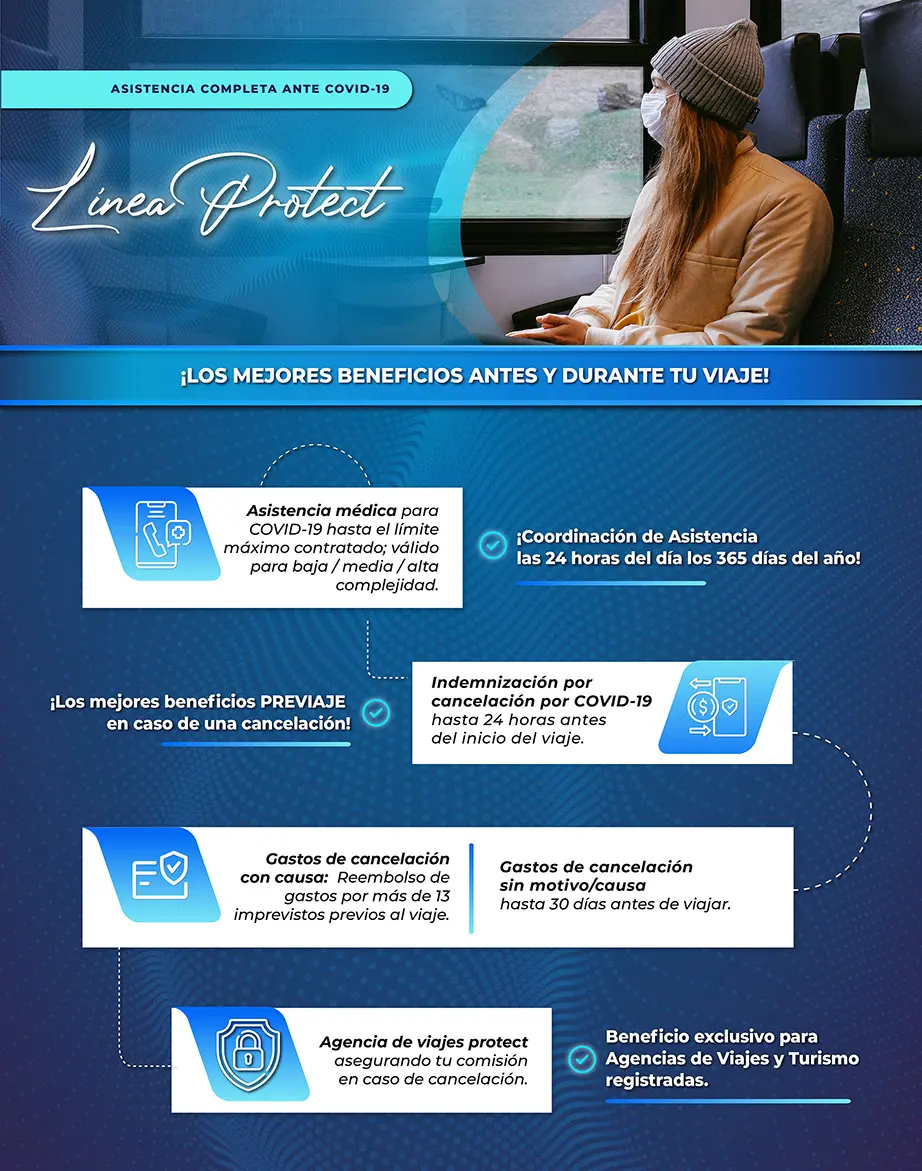 ASISTENCIA COMPLETA ANTE COVID-19
Línea Protect
¡LOS MEJORES BENEFICIOS ANTES Y DURANTE TU VIAJE!
Asistencia médica para
COVID-19 hasta el límite
máximo contratado; válido
para baja / media / alta
complejidad.
¡Coordinación de Asistencia
las 24 horas del día los 365 días del año!
¡Los mejores beneficios PREVIAJE
en caso de una cancelación!
Indemnización por
cancelación por COVID-19
hasta 24 horas antes
del inicio del viaje.
Gastos de cancelación
con causa: Reembolso de
gastos por más de 13
imprevistos previos al viaje.
Gastos de cancelación
sin motivo/causa
hasta 30 días antes de viajar.
Agencia de viajes protect
asegurando tu comisión
en caso de cancelación.
Beneficio exclusivo para
Agencias de Viajes y Turismo
registradas.